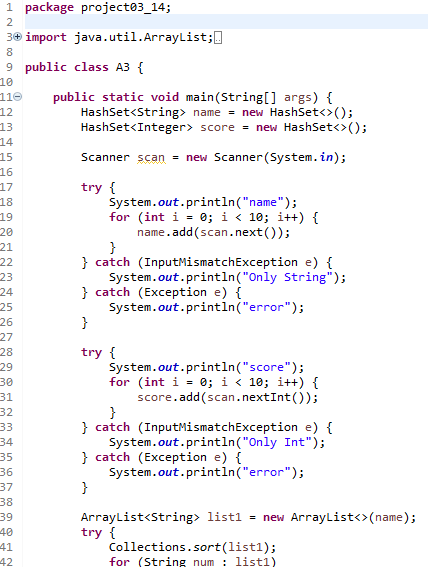 1 package project03_14;
2
3 import java.util.ArrayList;
8
9 public class A3 {
10
11 public static void main(String[] args) {
12 HashSet<String> name = new HashSet<>();
13 HashSet<Integer> score = new HashSet<>();
14
15 Scanner scan = new Scanner(System.in);
16
17 try {
18 System.out.println("name");
19 for (int i = 0; i < 10; i++) {
20 name.add(scan.next());
21 }
22 } catch (InputMismatchException e) {
23 System.out.println("Only String");
24 } catch (Exception e) {
25 System.out.println("error");
26 }
27
28 try {
29 System.out.println("score");
30 for (int i = 0; i < 10; i++) {
31 score.add(scan.nextInt());
32 }
33 } catch (InputMismatchException e) {
34 System.out.println("Only Int");
35 } catch (Exception e) {
36 System.out.println("error");
37 }
38
39 ArrayList<String> list1 = new ArrayList<>(name);
40 try {
41 Collections.sort(list1);
42 for (String num : list1)